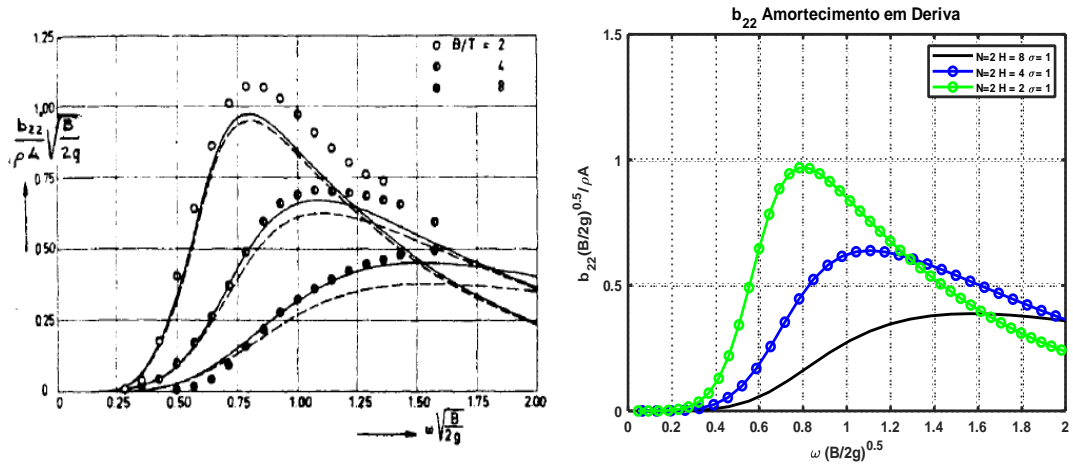 1.25
B/T = 2
4
8
1.00
b22
ρA
√B
2g
0.75
0.50
0.25
0
0 0.25 0.50 0.75 1.00 1.25 1.50 1.75 2.00
ω √B
2g
b22 Amortecimento em Deriva
1.5
N=2 H = 8 σ= 1
N=2 H = 4 σ= 1
N=2 H = 2 σ= 1
1
b22(B/2g)^0.5/ρA
0.5
0
0 0.2 0.4 0.6 0.8 1 1.2 1.4 1.6 1.8 2
ω (B/2g)^0.5